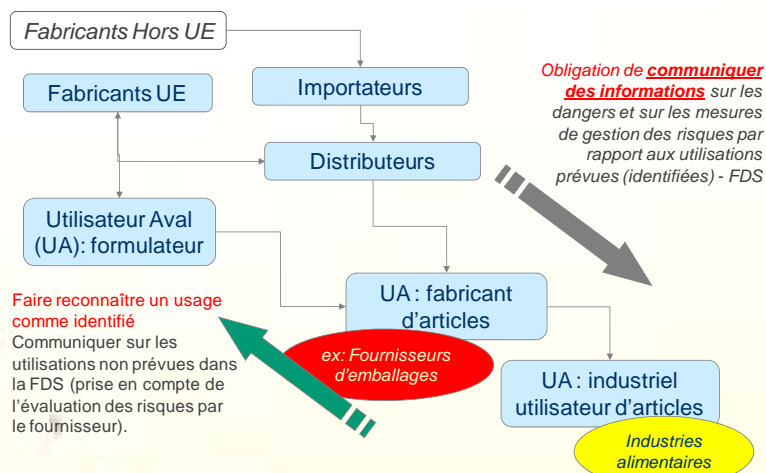 Fabricants Hors UE
Fabricants UE
Importateurs
Obligation de communiquer
des informations sur les
dangers et sur les mesures
de gestion des risques par
rapport aux utilisations
prévues (identifiées) - FDS
Distributeurs
Utilisateur Aval
(UA): formulateur
UA : fabricant
d’articles
Faire reconnaître un usage
comme identifié
Communiquer sur les
utilisations non prévues dans
la FDS (prise en compte de
l’évaluation des risques par
le fournisseur).
ex: Fournisseurs
d’emballages
UA : industriel
utilisateur d’articles
Industries
alimentaires